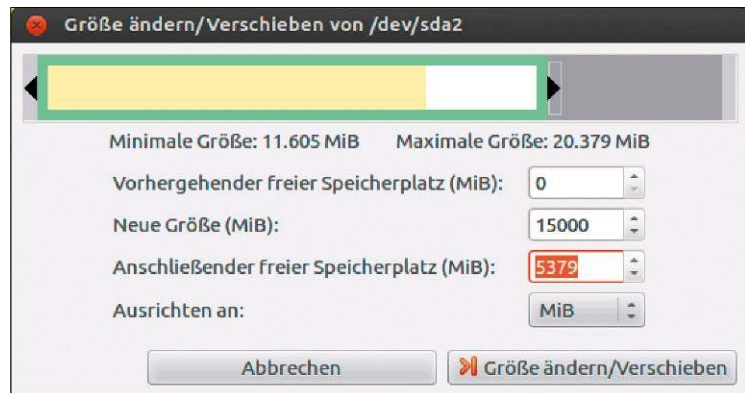 Größe ändern/Verschieben von /dev/sda2
Minimale Größe: 11.605 MiB Maximale Größe: 20.379 MiB
Vorhergehender freier Speicherplatz (MiB): 0
Neue Größe (MiB): 15000
Anschließender freier Speicherplatz (MiB): 5379
Ausrichten an: MiB
Abbrechen Größe ändern/Verschieben